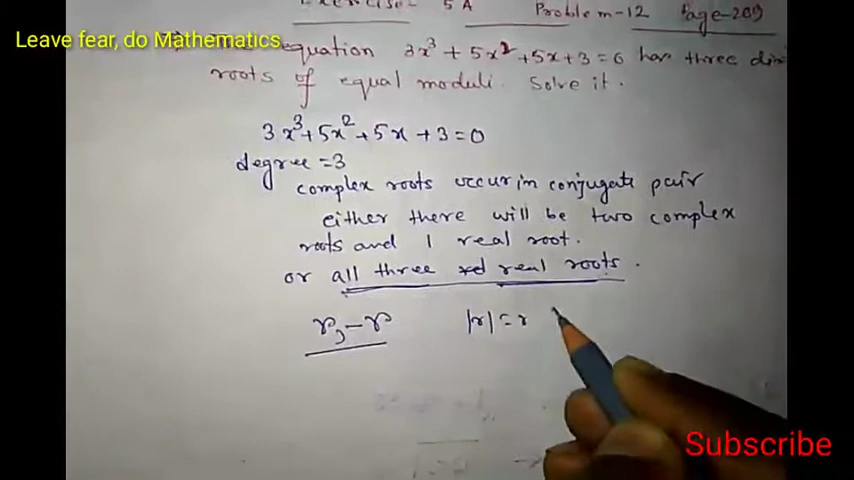 Exercise - 5A Problem-12 Page-209
Leave fear, do Mathematics
equation 3x³ + 5x² + 5x + 3 = 0 has three
roots of equal moduli. Solve it.
3x³ + 5x² + 5x + 3 = 0
degree = 3
complex roots occur in conjugate pair
either there will be two complex
roots and 1 real root.
or all three real roots.
r, -r |r| = r
Subscribe